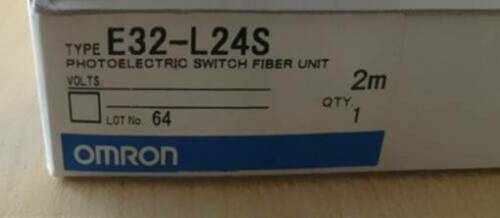 TYPE E32-L24S
PHOTOELECTRIC SWITCH FIBER UNIT
VOLTS. 2m
LOT No. 64 QTY. 1
OMRON